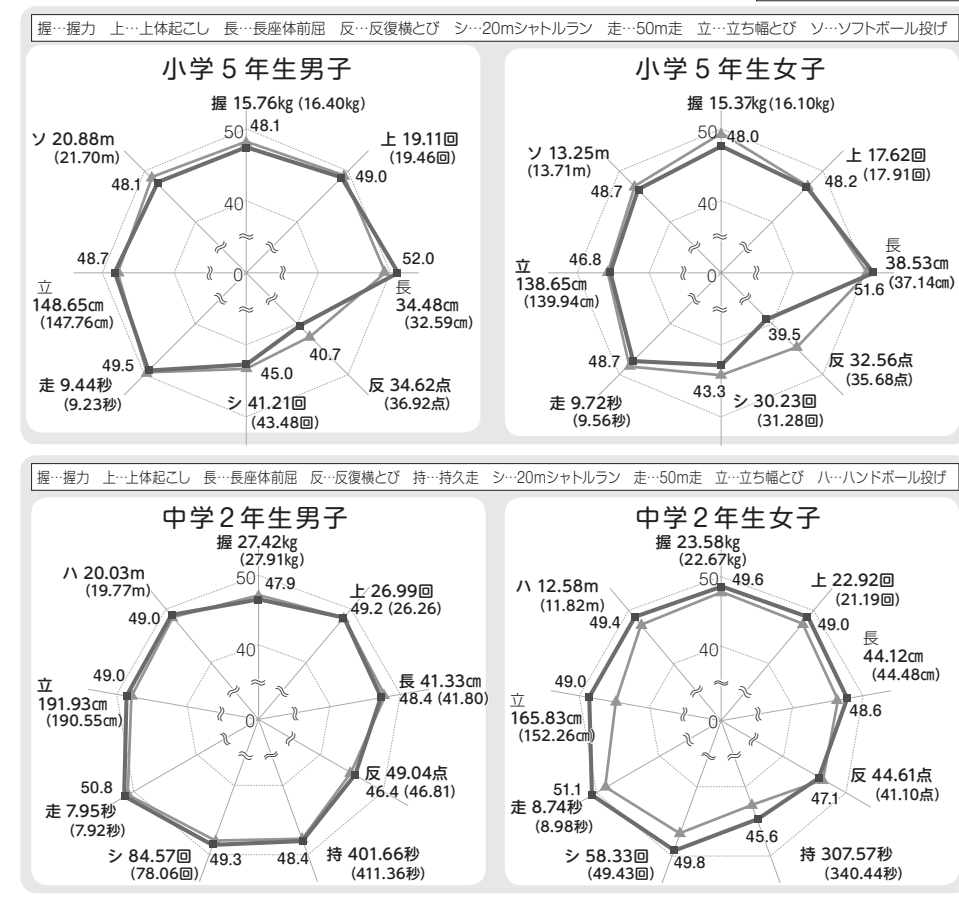 握…握力 上…上体起こし 長…長座体前屈 反…反復横とび シ…20mシャトルラン 走…50m走 立…立ち幅とび ソ…ソフトボール投げ
小学5年生男子
握 15.76kg (16.40kg)
50
48.1
ソ 20.88m
(21.70m)
上 19.11回
(19.46回)
48.1
49.0
40
48.7
0
52.0
立
148.65cm
(147.76cm)
長
34.48cm
(32.59cm)
40.7
49.5
45.0
走 9.44秒
(9.23秒)
シ 41.21回
(43.48回)
反 34.62点
(36.92点)
小学5年生女子
握 15.37kg(16.10kg)
50
48.0
ソ 13.25m
(13.71m)
上 17.62回
(17.91回)
48.7
48.2
40
46.8
0
立
138.65cm
(139.94cm)
長
38.53cm
(37.14cm)
51.6
39.5
48.7
43.3
反 32.56点
(35.68点)
走 9.72秒
(9.56秒)
シ 30.23回
(31.28回)
握…握力 上…上体起こし 長…長座体前屈 反…反復横とび 持…持久走 シ…20mシャトルラン 走…50m走 立…立ち幅とび ハ…ハンドボール投げ
中学2年生男子
握 27.42kg
(27.91kg)
50
47.9
ハ 20.03m
(19.77m)
上 26.99回
49.2 (26.26)
49.0
40
49.0
立
191.93cm
(190.55cm)
0
長 41.33cm
48.4 (41.80)
反 49.04点
46.4 (46.81)
50.8
走 7.95秒
(7.92秒)
シ 84.57回
(78.06回)
49.3
48.4
持 401.66秒
(411.36秒)
中学2年生女子
握 23.58kg
(22.67kg)
50
49.6
ハ 12.58m
(11.82m)
上 22.92回
(21.19回)
49.4
49.0
40
長
44.12cm
(44.48cm)
49.0
立
165.83cm
(152.26cm)
0
48.6
反 44.61点
(41.10点)
47.1
51.1
走 8.74秒
(8.98秒)
45.6
シ 58.33回
(49.43回)
49.8
持 307.57秒
(340.44秒)